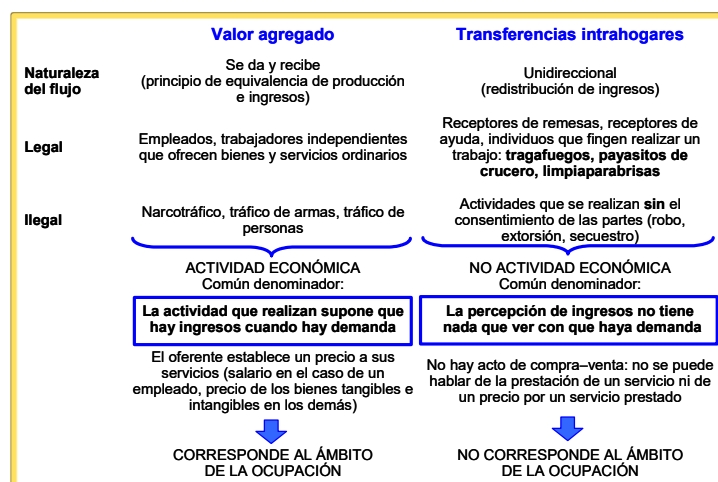 Valor agregado
Transferencias intrahogares
Naturaleza
del flujo
Se da y recibe
(principio de equivalencia de producción
e ingresos)
Unidireccional
(redistribución de ingresos)
Legal
Empleados, trabajadores independientes
que ofrecen bienes y servicios ordinarios
Receptores de remesas, receptores de
ayuda, individuos que fingen realizar un
trabajo: tragafuegos, payasitos de
crucero, limpiaparabrisas
Ilegal
Narcotráfico, tráfico de armas, tráfico de
personas
Actividades que se realizan sin el
consentimiento de las partes (robo,
extorsión, secuestro)
ACTIVIDAD ECONÓMICA
Común denominador:
NO ACTIVIDAD ECONÓMICA
Común denominador:
La actividad que realizan supone que
hay ingresos cuando hay demanda
La percepción de ingresos no tiene
nada que ver con que haya demanda
El oferente establece un precio a sus
servicios (salario en el caso de un
empleado, precio de los bienes tangibles e
intangibles en los demás)
No hay acto de compra–venta: no se puede
hablar de la prestación de un servicio ni de
un precio por un servicio prestado
CORRESPONDE AL ÁMBITO
DE LA OCUPACIÓN
NO CORRESPONDE AL ÁMBITO
DE LA OCUPACIÓN